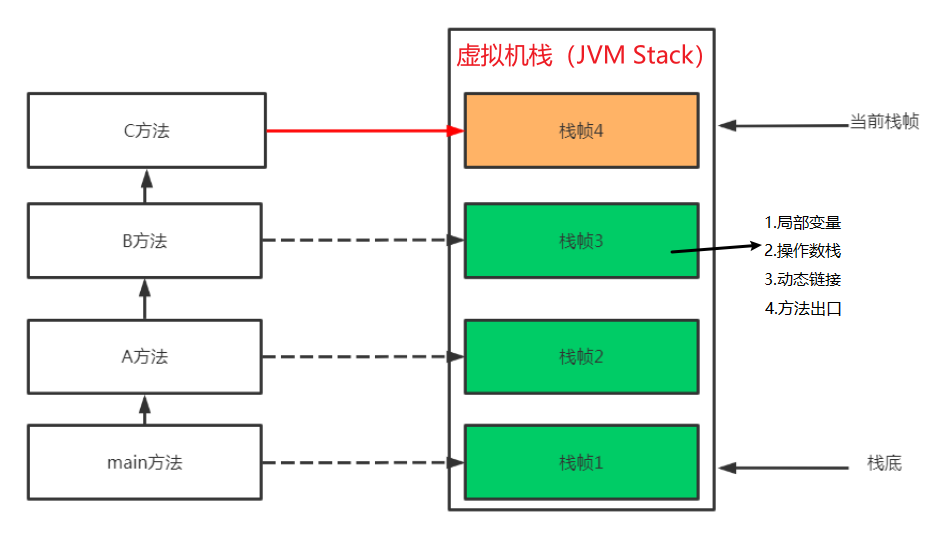 虚拟机栈（JVM Stack）
C方法
栈帧4
当前栈帧
B方法
栈帧3
1.局部变量
2.操作数栈
3.动态链接
4.方法出口
A方法
栈帧2
main方法
栈帧1
栈底